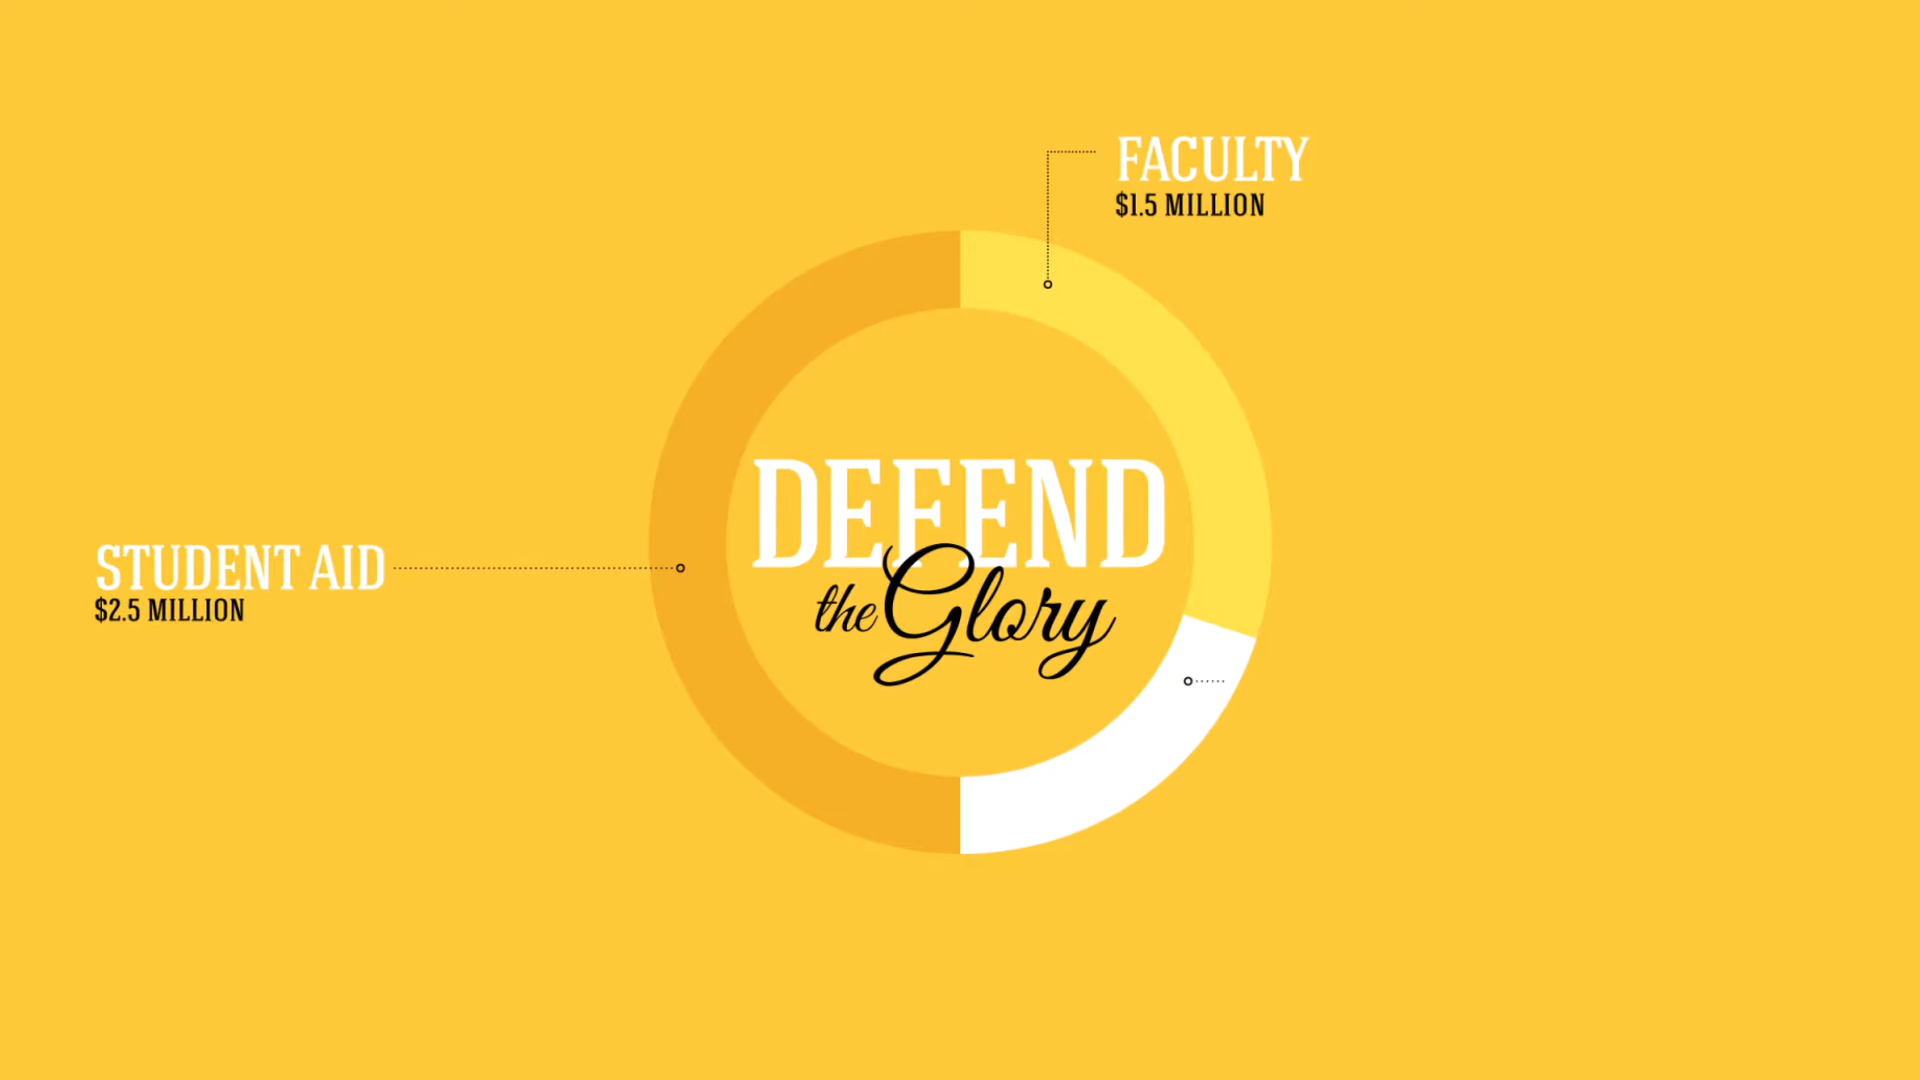 FACULTY
$1.5 MILLION
DEFEND
the Glory
STUDENT AID
$2.5 MILLION